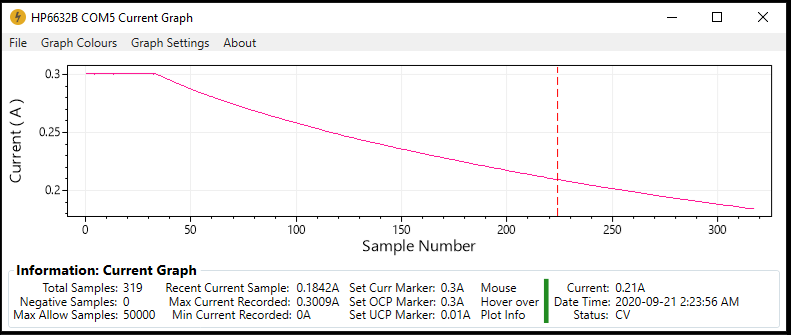 HP6632B COM5 Current Graph
File Graph Colours Graph Settings About
0.3
0.25
0.2
Current ( A )
0 50 100 150 200 250 300
Sample Number
Information: Current Graph
Total Samples: 319 Recent Current Sample: 0.1842A Set Curr Marker: 0.3A Mouse Current: 0.21A
Negative Samples: 0 Max Current Recorded: 0.3009A Set OCP Marker: 0.3A Hover over Date Time: 2020-09-21 2:23:56 AM
Max Allow Samples: 50000 Min Current Recorded: 0A Set UCP Marker: 0.01A Plot Info Status: CV